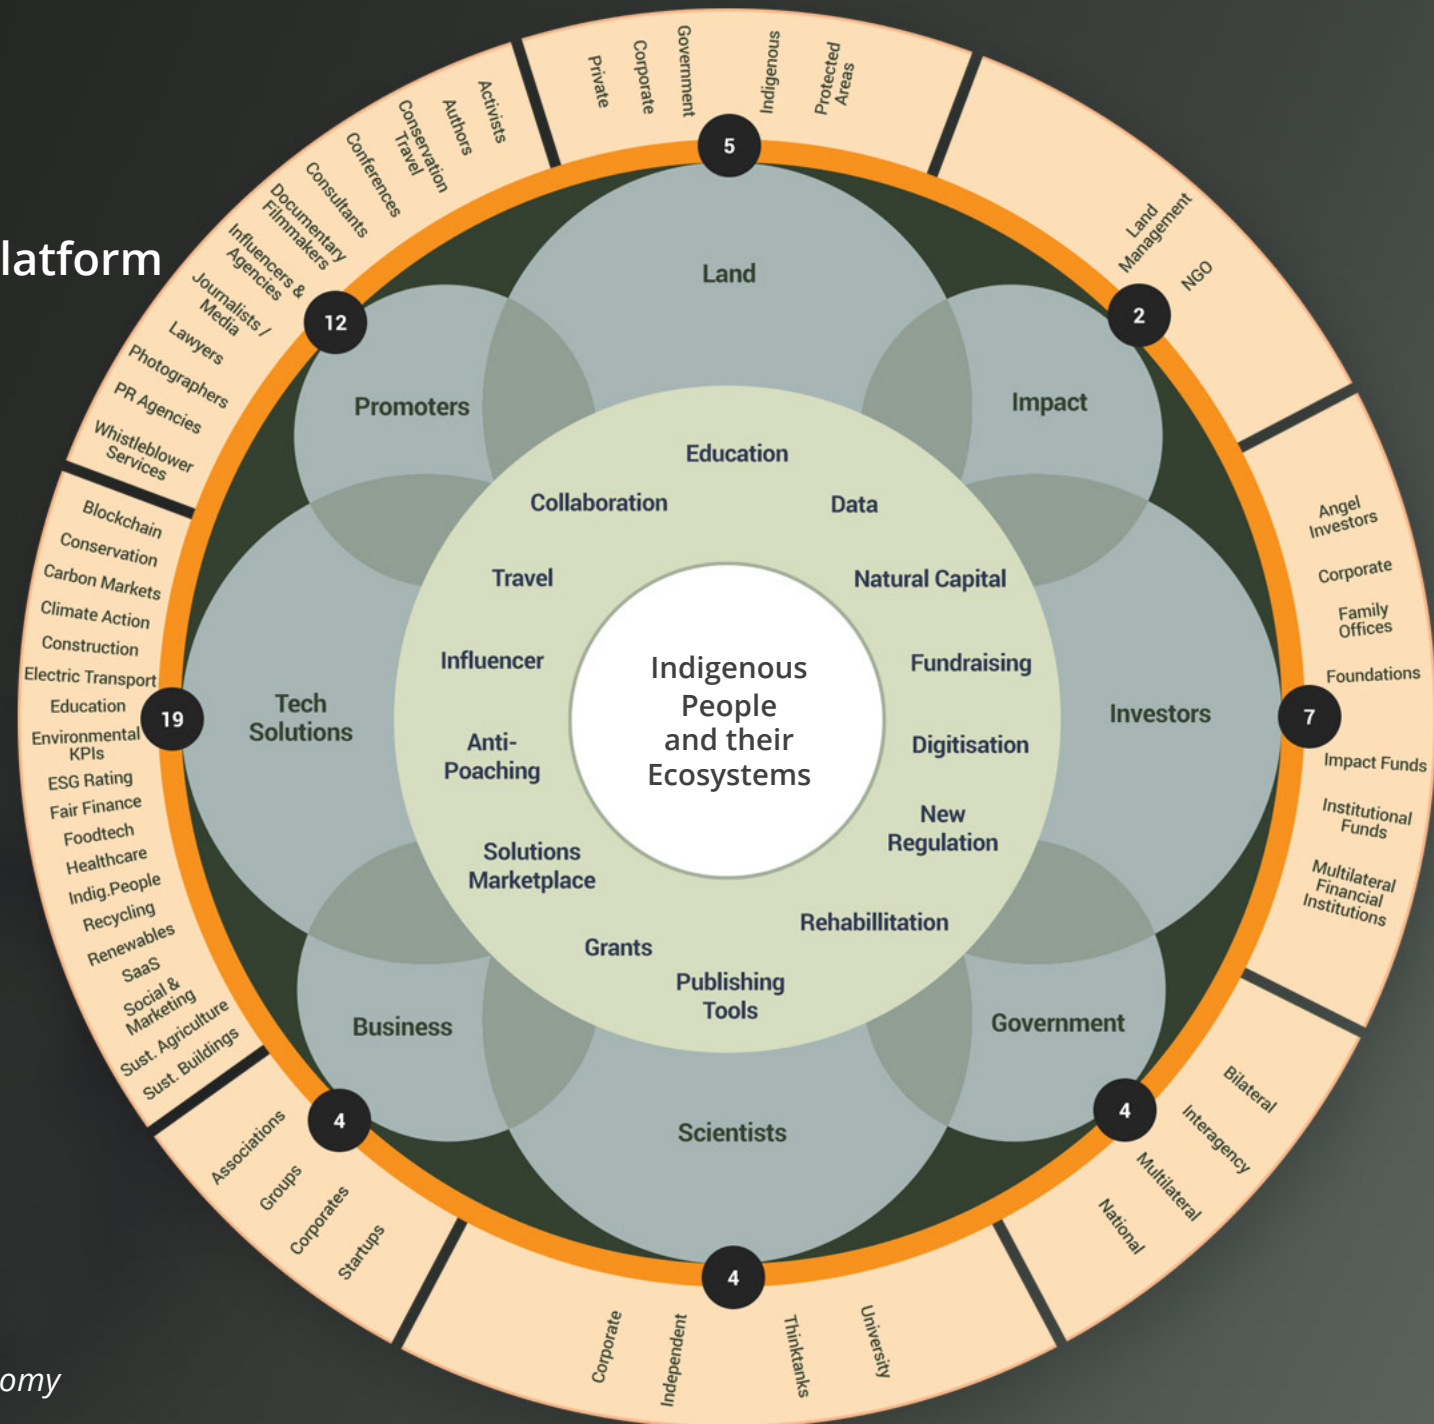 latform
omy
Private
Corporate
Government
Indigenous
Protected
Areas
5
Land
Management
NGO
2
Angel
Investors
Corporate
Family
Offices
Foundations
Impact Funds
Institutional
Funds
Multilateral
Financial
Institutions
7
Bilateral
Interagency
Multilateral
National
4
University
Thinktanks
Independent
Corporate
4
Startups
Corporates
Groups
Associations
4
Blockchain
Conservation
Carbon Markets
Climate Action
Construction
Electric Transport
Education
Environmental
KPIs
ESG Rating
Fair Finance
Foodtech
Healthcare
Indig.People
Recycling
Renewables
SaaS
Social &
Marketing
Sust. Agriculture
Sust. Buildings
19
Activists
Authors
Conservation
Travel
Conferences
Consultants
Documentary
Filmmakers
Influencers &
Agencies
Journalists /
Media
Lawyers
Photographers
PR Agencies
Whistleblower
Services
12
Land
Impact
Investors
Government
Scientists
Business
Tech
Solutions
Promoters
Education
Data
Natural Capital
Fundraising
Digitisation
New
Regulation
Rehabillitation
Publishing
Tools
Grants
Solutions
Marketplace
Anti-
Poaching
Influencer
Travel
Collaboration
Indigenous
People
and their
Ecosystems